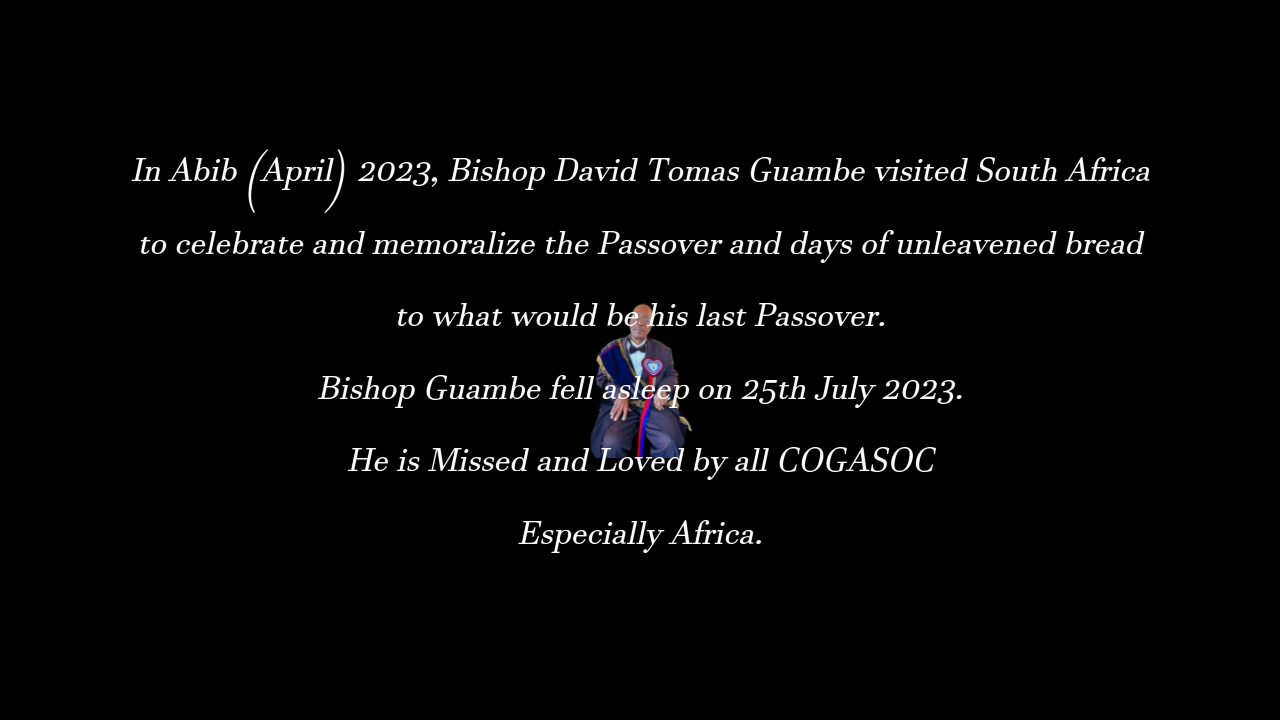 In Abib (April) 2023, Bishop David Tomas Guambe visited South Africa
to celebrate and memoralize the Passover and days of unleavened bread
to what would be his last Passover.
Bishop Guambe fell asleep on 25th July 2023.
He is Missed and Loved by all COGASOC
Especially Africa.